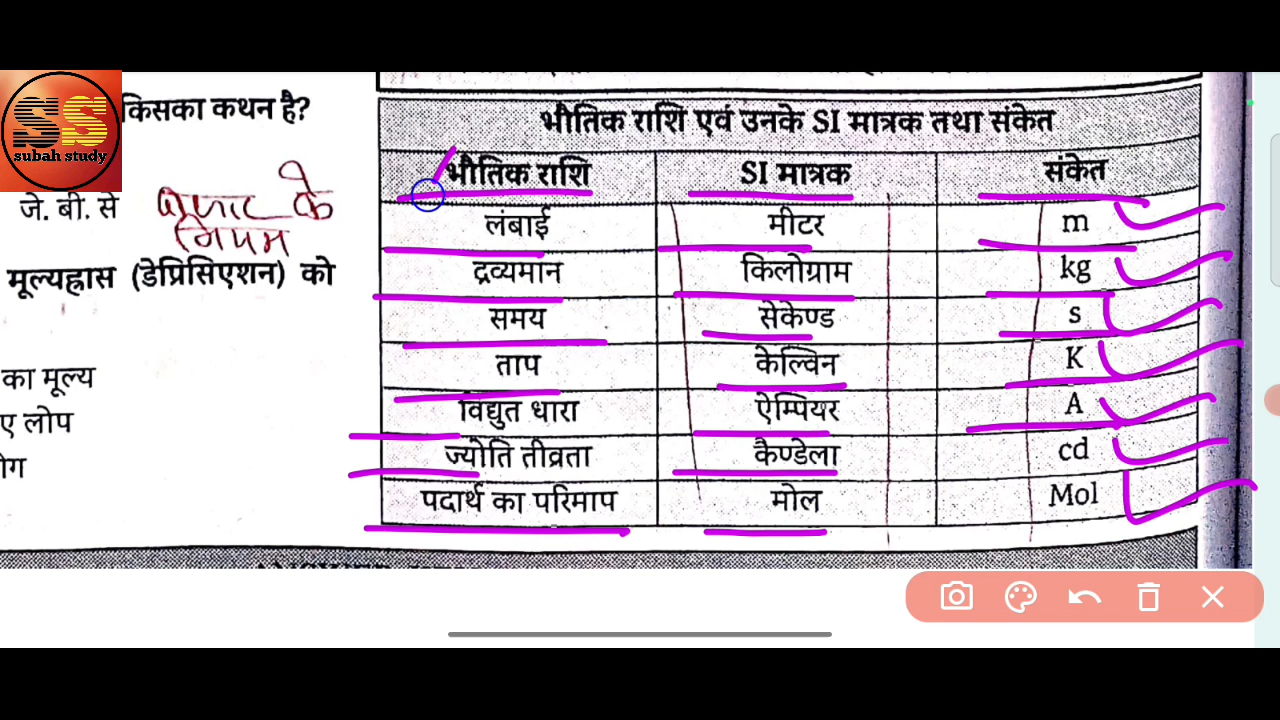 SS
subah study
किसका कथन है?
जे. बी. से
बाजार के
नियम
मूल्यह्रास (डेप्रिसिएशन) को
का मूल्य
ए लोप
भौतिक राशि एवं उनके SI मात्रक तथा संकेत
भौतिक राशि SI मात्रक संकेत
लंबाई मीटर m
द्रव्यमान किलोग्राम kg
समय सेकेण्ड s
ताप केल्विन K
विद्युत धारा ऐम्पियर A
ज्योति तीव्रता कैण्डेला cd
पदार्थ का परिमाप मोल Mol